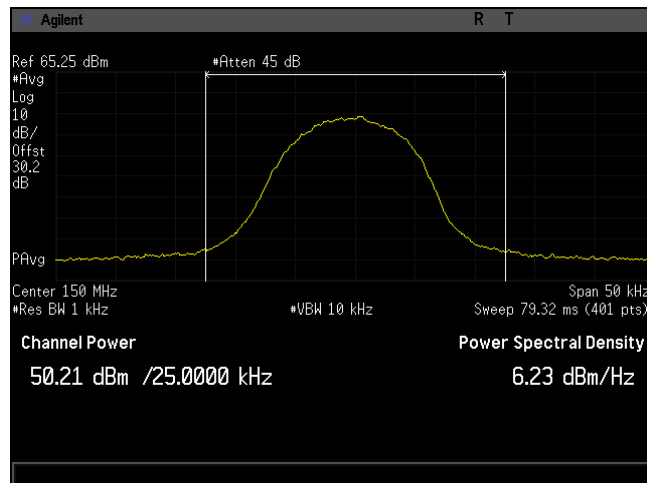 Agilent R T
Ref 65.25 dBm #Atten 45 dB
#Avg
Log
10
dB/
Offst
30.2
dB
PAvg
Center 150 MHz Span 50 kHz
#Res BW 1 kHz #VBW 10 kHz Sweep 79.32 ms (401 pts)
Channel Power Power Spectral Density
50.21 dBm /25.0000 kHz 6.23 dBm/Hz